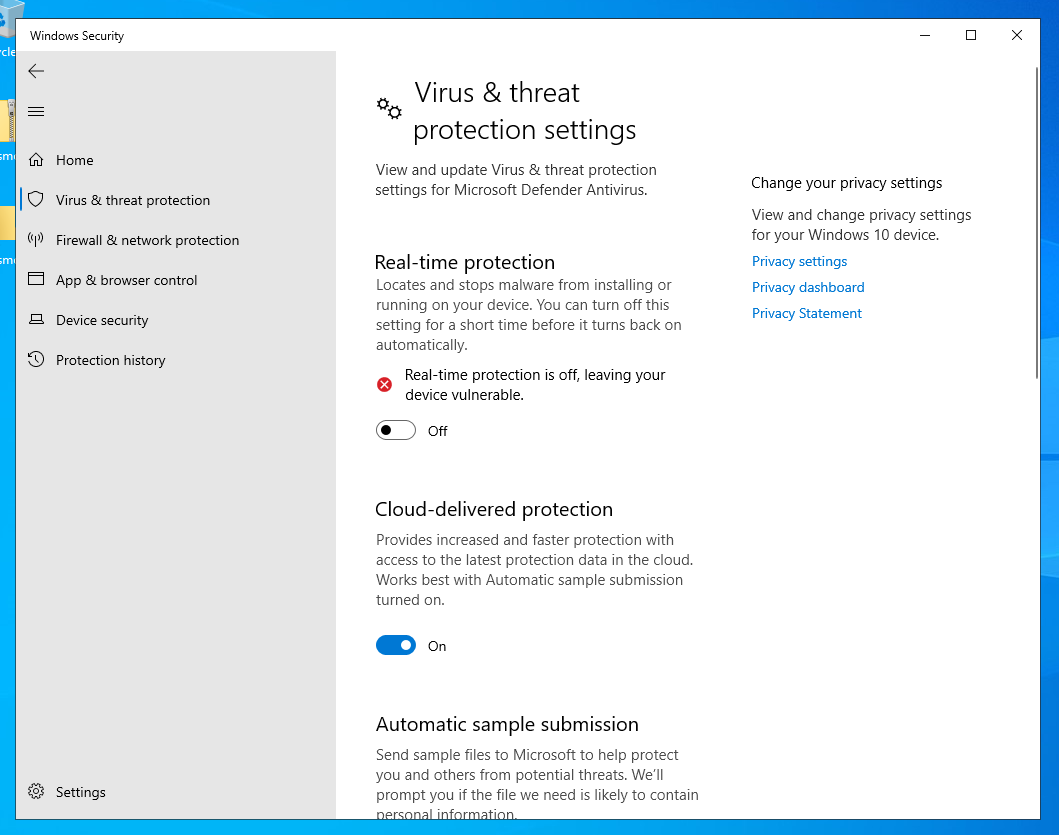 Windows Security
Home
Virus & threat protection
Firewall & network protection
App & browser control
Device security
Protection history
Settings
Virus & threat
protection settings
View and update Virus & threat protection
settings for Microsoft Defender Antivirus.
Real-time protection
Locates and stops malware from installing or
running on your device. You can turn off this
setting for a short time before it turns back on
automatically.
Real-time protection is off, leaving your
device vulnerable.
Off
Cloud-delivered protection
Provides increased and faster protection with
access to the latest protection data in the cloud.
Works best with Automatic sample submission
turned on.
On
Automatic sample submission
Send sample files to Microsoft to help protect
you and others from potential threats. We'll
prompt you if the file we need is likely to contain
personal information.
Change your privacy settings
View and change privacy settings
for your Windows 10 device.
Privacy settings
Privacy dashboard
Privacy Statement